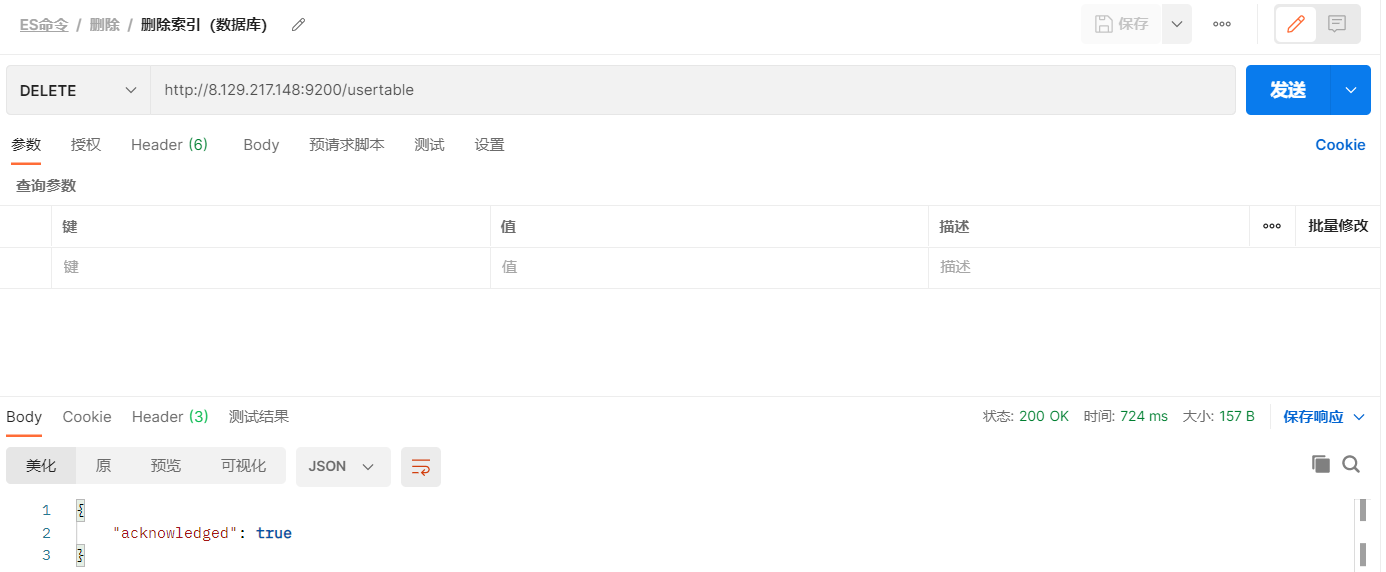 ES命令 / 删除 / 删除索引（数据库）
保存
DELETE http://8.129.217.148:9200/usertable 发送
参数 授权 Header (6) Body 预请求脚本 测试 设置 Cookie
查询参数
键 值 描述 批量修改
键 值 描述
Body Cookie Header (3) 测试结果 状态: 200 OK 时间: 724 ms 大小: 157 B 保存响应
美化 原 预览 可视化 JSON
1 {
2 "acknowledged": true
3 }